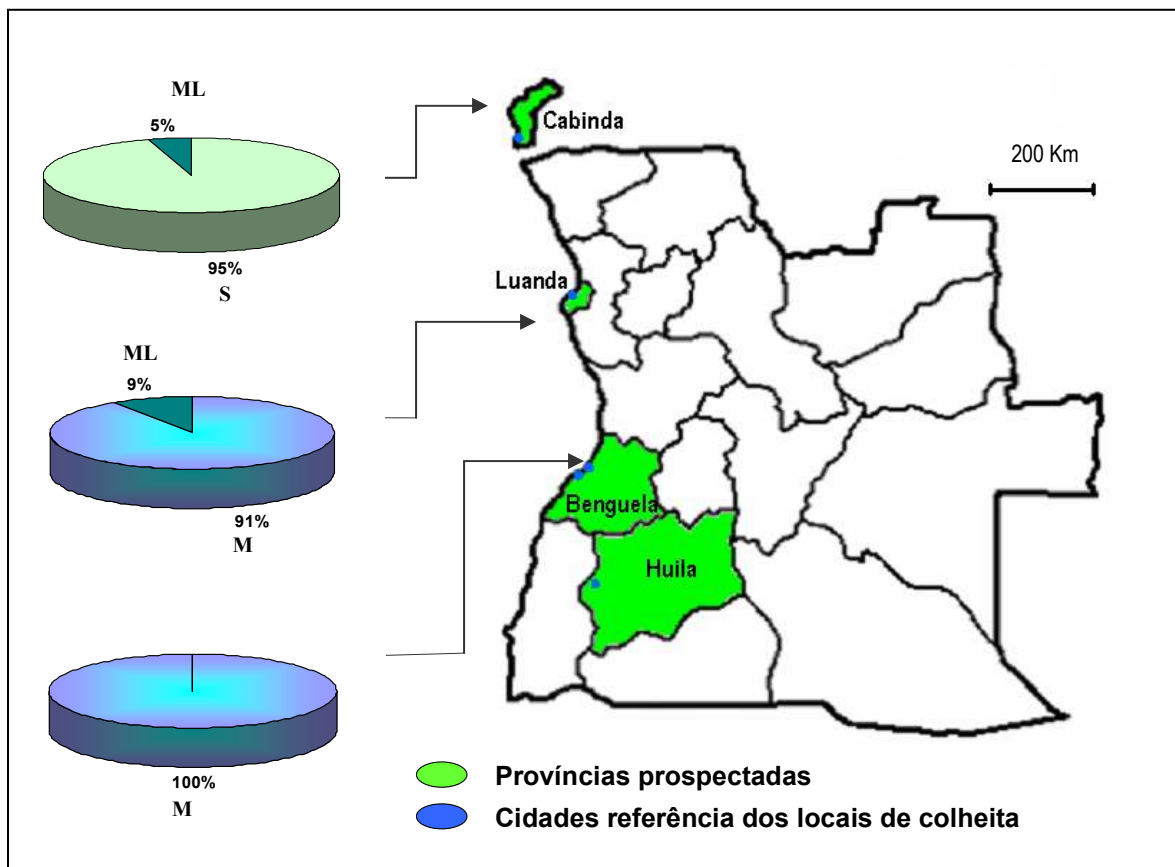 ML
5%
95%
S
ML
9%
91%
M
100%
M
Cabinda
200 Km
Luanda
Benguela
Huila
Províncias prospectadas
Cidades referência dos locais de colheita